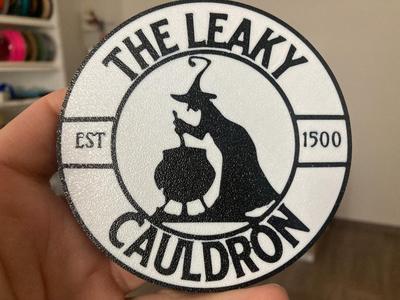 THE LEAKY
EST 1500
CAULDRON